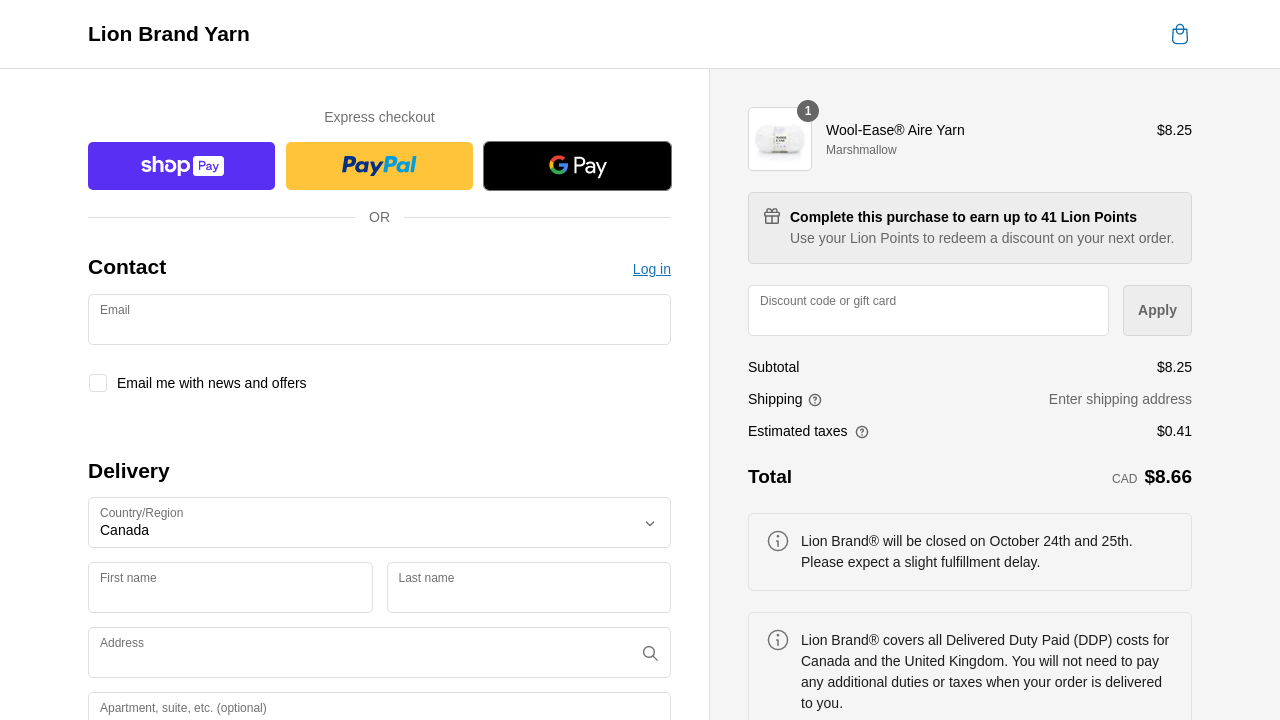 Lion Brand Yarn
Express checkout
shop Pay
PayPal
G Pay
OR
Contact
Log in
Email
Email me with news and offers
Delivery
Country/Region
Canada
First name
Last name
Address
Apartment, suite, etc. (optional)
1
Wool-Ease® Aire Yarn
$8.25
Marshmallow
Complete this purchase to earn up to 41 Lion Points
Use your Lion Points to redeem a discount on your next order.
Discount code or gift card
Apply
Subtotal
$8.25
Shipping
Enter shipping address
Estimated taxes
$0.41
Total
CAD $8.66
Lion Brand® will be closed on October 24th and 25th.
Please expect a slight fulfillment delay.
Lion Brand® covers all Delivered Duty Paid (DDP) costs for
Canada and the United Kingdom. You will not need to pay
any additional duties or taxes when your order is delivered
to you.